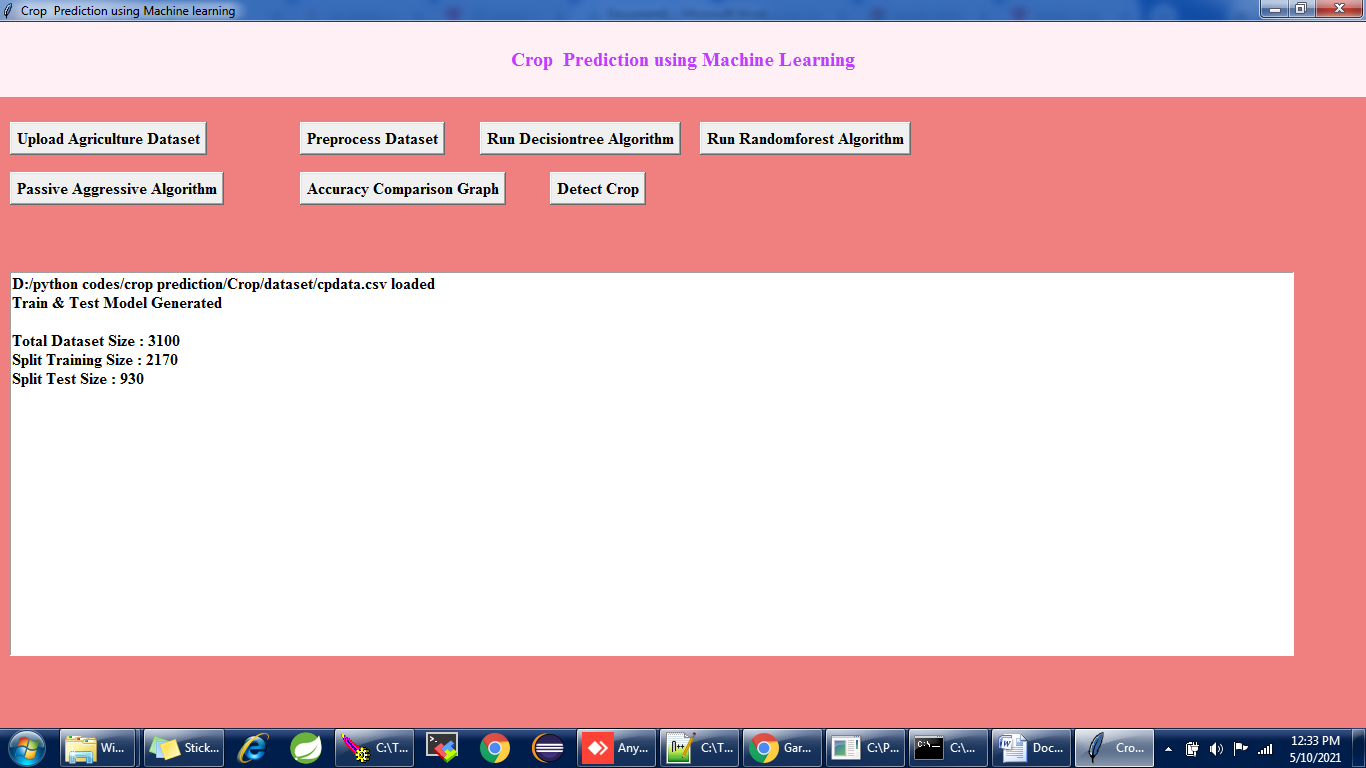 Crop  Prediction using Machine learning
Crop  Prediction using Machine Learning
Upload Agriculture Dataset
Preprocess Dataset
Run Decisiontree Algorithm
Run Randomforest Algorithm
Passive Aggressive Algorithm
Accuracy Comparison Graph
Detect Crop
D:/python codes/crop prediction/Crop/dataset/cpdata.csv loaded
Train & Test Model Generated
Total Dataset Size : 3100
Split Training Size : 2170
Split Test Size : 930
Wi...
Stick...
C:\T...
Any...
C:\T...
Gar...
C:\P...
C:\...
Doc...
Cro...
12:33 PM
5/10/2021